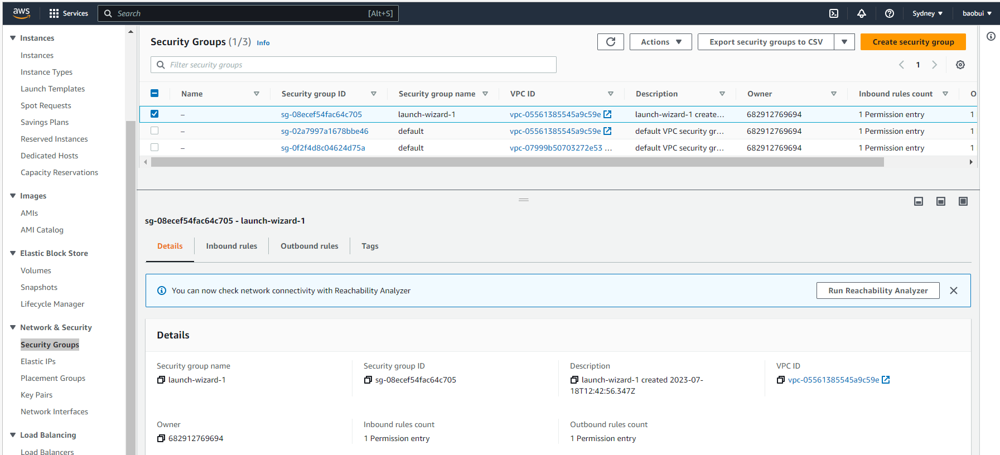 aws Services Search [Alt+S] Sydney baobui
Instances
Instances
Instance Types
Launch Templates
Spot Requests
Savings Plans
Reserved Instances
Dedicated Hosts
Capacity Reservations
Images
AMIs
AMI Catalog
Elastic Block Store
Volumes
Snapshots
Lifecycle Manager
Network & Security
Security Groups
Elastic IPs
Placement Groups
Key Pairs
Network Interfaces
Load Balancing
Load Balancers
Security Groups (1/3) Info Actions Export security groups to CSV Create security group
Filter security groups 1
Name Security group ID Security group name VPC ID Description Owner Inbound rules count O
– sg-08ecef54fac64c705 launch-wizard-1 vpc-05561385545a9c59e launch-wizard-1 create... 682912769694 1 Permission entry 1
– sg-02a7997a1678bbe46 default vpc-05561385545a9c59e default VPC security gr... 682912769694 1 Permission entry 1
– sg-0f2f4d8c04624d75a default vpc-07999b50703272e53 ... default VPC security gr... 682912769694 1 Permission entry 1
sg-08ecef54fac64c705 - launch-wizard-1
Details Inbound rules Outbound rules Tags
You can now check network connectivity with Reachability Analyzer Run Reachability Analyzer
Details
Security group name Security group ID Description VPC ID
launch-wizard-1 sg-08ecef54fac64c705 launch-wizard-1 created 2023-07- vpc-05561385545a9c59e
18T12:42:56.347Z
Owner Inbound rules count Outbound rules count
682912769694 1 Permission entry 1 Permission entry